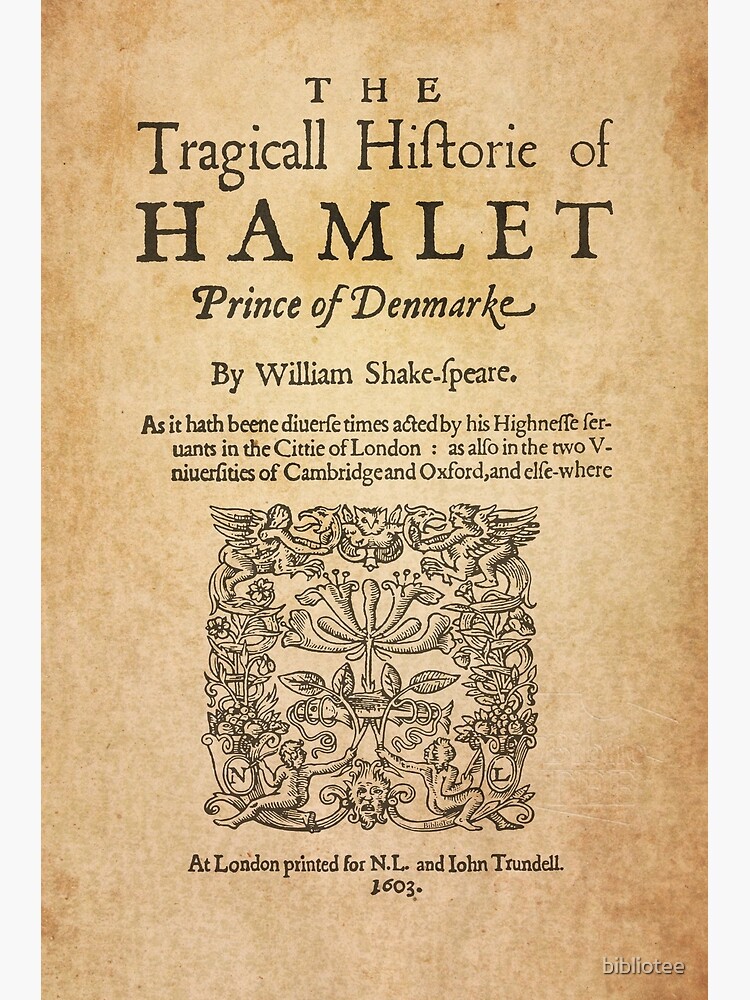 THE
Tragicall Hiſtorie of
HAMLET
Prince of Denmarke
By William Shake-ſpeare.
As it hath beene diuerſe times acted by his Highneſſe ſer-
uants in the Cittie of London : as alſo in the two V-
niuerſities of Cambridge and Oxford, and elſe-where
N L
BiblioTee
At London printed for N.L. and Iohn Trundell.
1603.
bibliotee